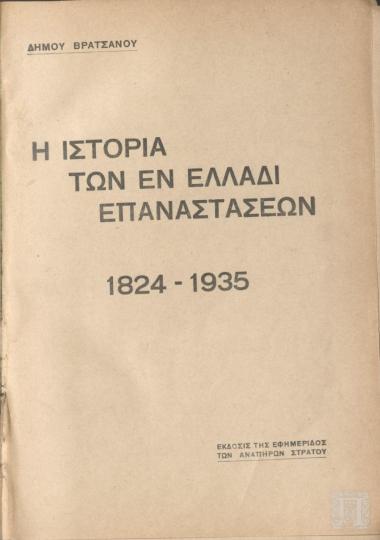 ΔΗΜΟΥ ΒΡΑΤΣΑΝΟΥ
Η ΙΣΤΟΡΙΑ
ΤΩΝ ΕΝ ΕΛΛΑΔΙ
ΕΠΑΝΑΣΤΑΣΕΩΝ
1824 - 1935
ΕΚΔΟΣΙΣ ΤΗΣ ΕΦΗΜΕΡΙΔΟΣ
ΤΩΝ ΑΝΑΠΗΡΩΝ ΣΤΡΑΤΟΥ